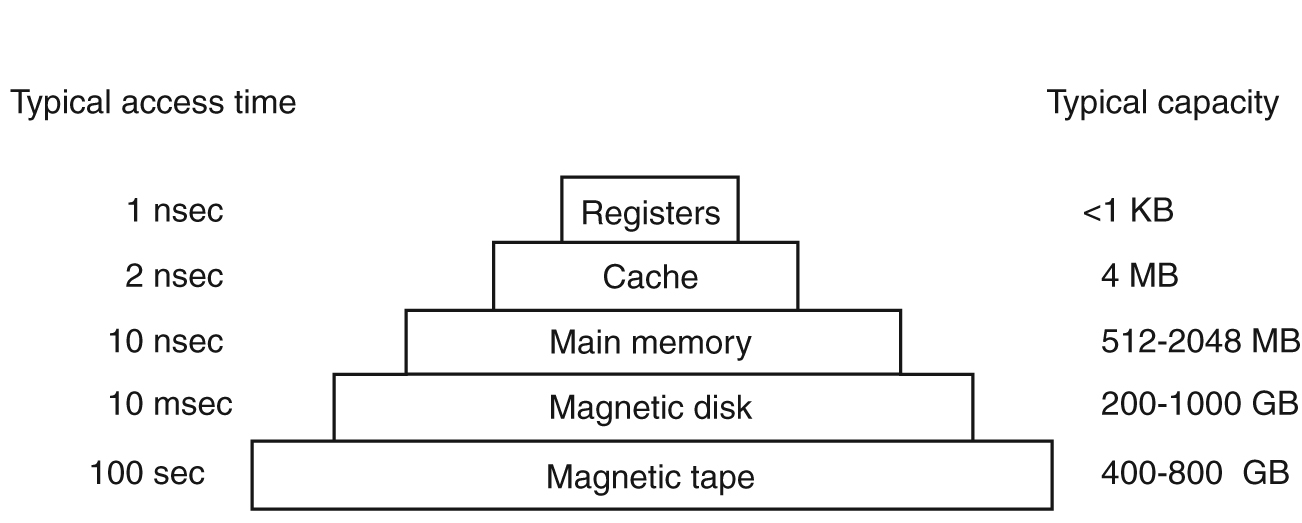 Typical access time Typical capacity
1 nsec Registers <1 KB
2 nsec Cache 4 MB
10 nsec Main memory 512-2048 MB
10 msec Magnetic disk 200-1000 GB
100 sec Magnetic tape 400-800 GB